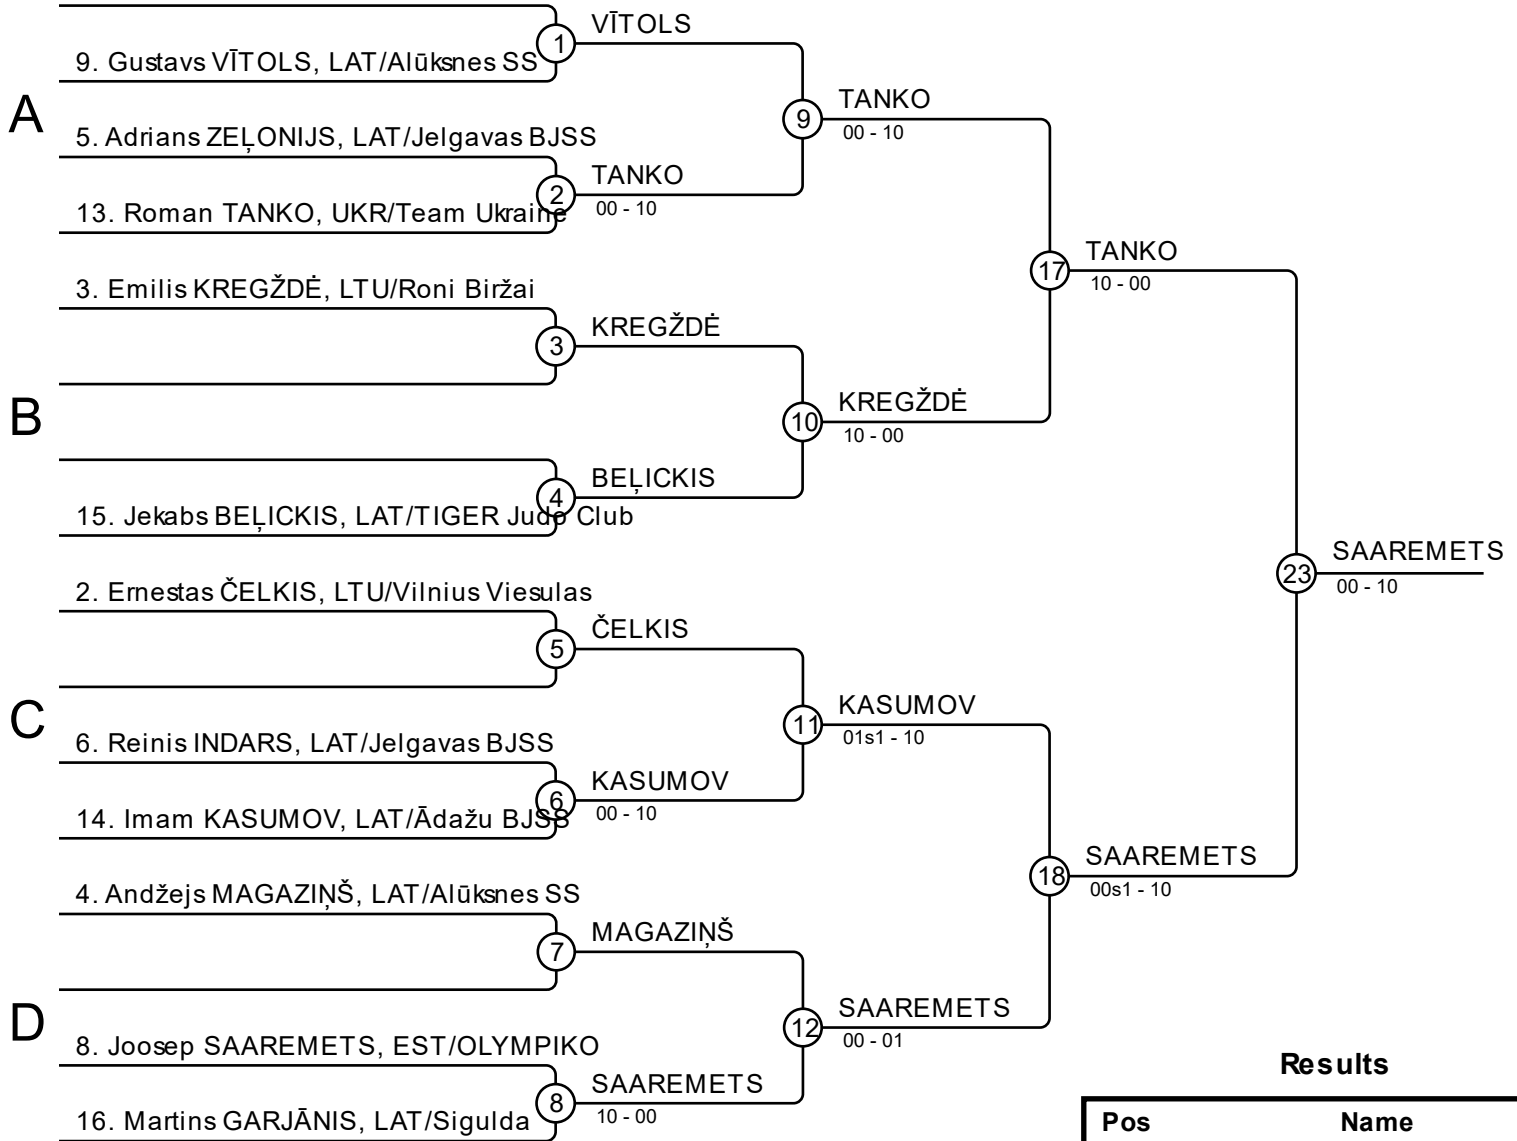 VĪTOLS
1
9. Gustavs VĪTOLS, LAT/Alūksnes SS
A
TANKO
9
00 - 10
5. Adrians ZEĻONIJS, LAT/Jelgavas BJSS
TANKO
2
00 - 10
13. Roman TANKO, UKR/Team Ukraine
TANKO
17
10 - 00
3. Emilis KREGŽDĖ, LTU/Roni Biržai
KREGŽDĖ
3
B
KREGŽDĖ
10
10 - 00
BEĻICKIS
4
15. Jekabs BEĻICKIS, LAT/TIGER Judo Club
SAAREMETS
23
00 - 10
2. Ernestas ČELKIS, LTU/Vilnius Viesulas
ČELKIS
5
C
KASUMOV
11
01s1 - 10
6. Reinis INDARS, LAT/Jelgavas BJSS
KASUMOV
6
00 - 10
14. Imam KASUMOV, LAT/Ādažu BJSS
SAAREMETS
18
00s1 - 10
4. Andžejs MAGAZIŅŠ, LAT/Alūksnes SS
MAGAZIŅŠ
7
D
SAAREMETS
12
00 - 01
8. Joosep SAAREMETS, EST/OLYMPIKO
SAAREMETS
8
10 - 00
16. Martins GARJĀNIS, LAT/Sigulda
Results
Pos Name